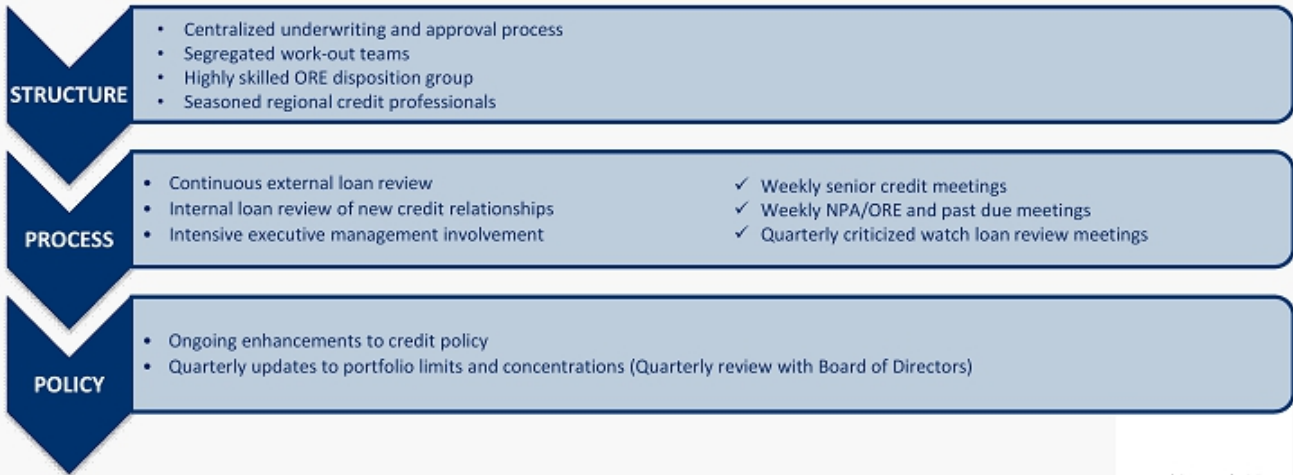 STRUCTURE
• Centralized underwriting and approval process
• Segregated work-out teams
• Highly skilled ORE disposition group
• Seasoned regional credit professionals
PROCESS
• Continuous external loan review
• Internal loan review of new credit relationships
• Intensive executive management involvement
✓ Weekly senior credit meetings
✓ Weekly NPA/ORE and past due meetings
✓ Quarterly criticized watch loan review meetings
POLICY
• Ongoing enhancements to credit policy
• Quarterly updates to portfolio limits and concentrations (Quarterly review with Board of Directors)